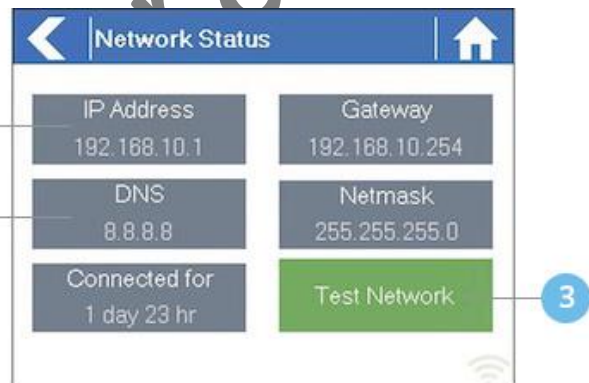 Network Status
IP Address
192.168.10.1
Gateway
192.168.10.254
DNS
8.8.8.8
Netmask
255.255.255.0
Connected for
1 day 23 hr
Test Network
3